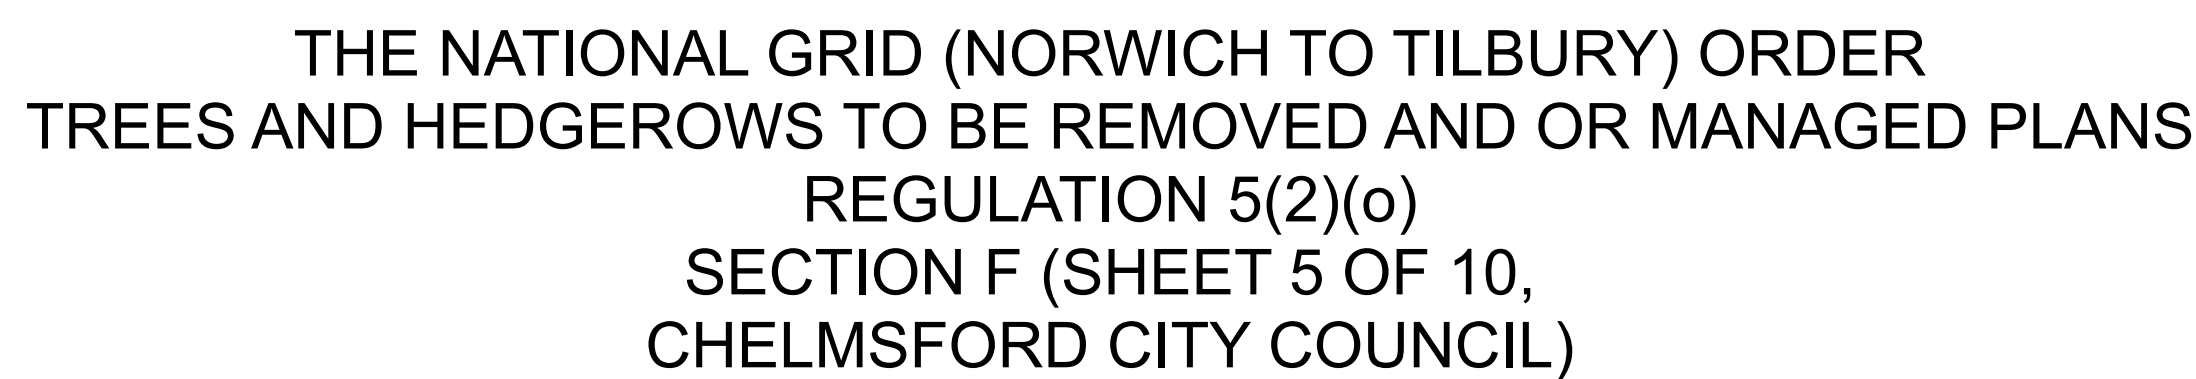 THE NATIONAL GRID (NORWICH TO TILBURY) ORDER
TREES AND HEDGEROWS TO BE REMOVED AND OR MANAGED PLANS
REGULATION 5(2)(o)
SECTION F (SHEET 5 OF 10,
CHELMSFORD CITY COUNCIL)